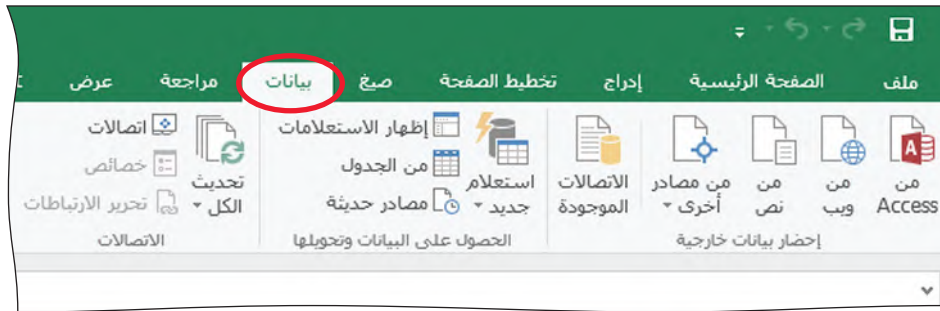 ملف الصفحة الرئيسية إدراج تخطيط الصفحة صيغ بيانات مراجعة عرض
من Access
من ويب
من نص
من مصادر أخرى
الاتصالات الموجودة
إحضار بيانات خارجية
استعلام جديد
إظهار الاستعلامات
من الجدول
مصادر حديثة
الحصول على البيانات وتحويلها
تحديث الكل
اتصالات
خصائص
تحرير الارتباطات
الاتصالات